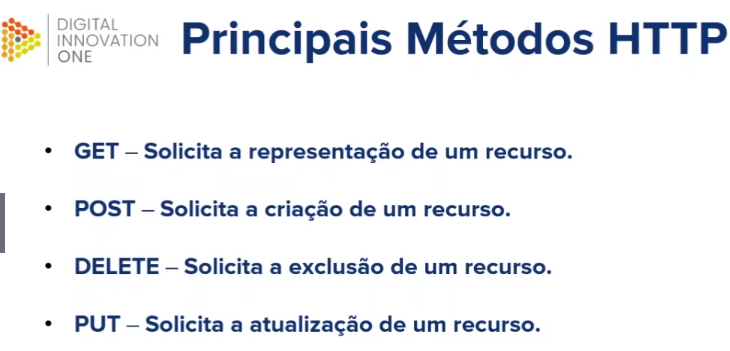 DIGITAL
INNOVATION
ONE
Principais Métodos HTTP
• GET – Solicita a representação de um recurso.
• POST – Solicita a criação de um recurso.
• DELETE – Solicita a exclusão de um recurso.
• PUT – Solicita a atualização de um recurso.